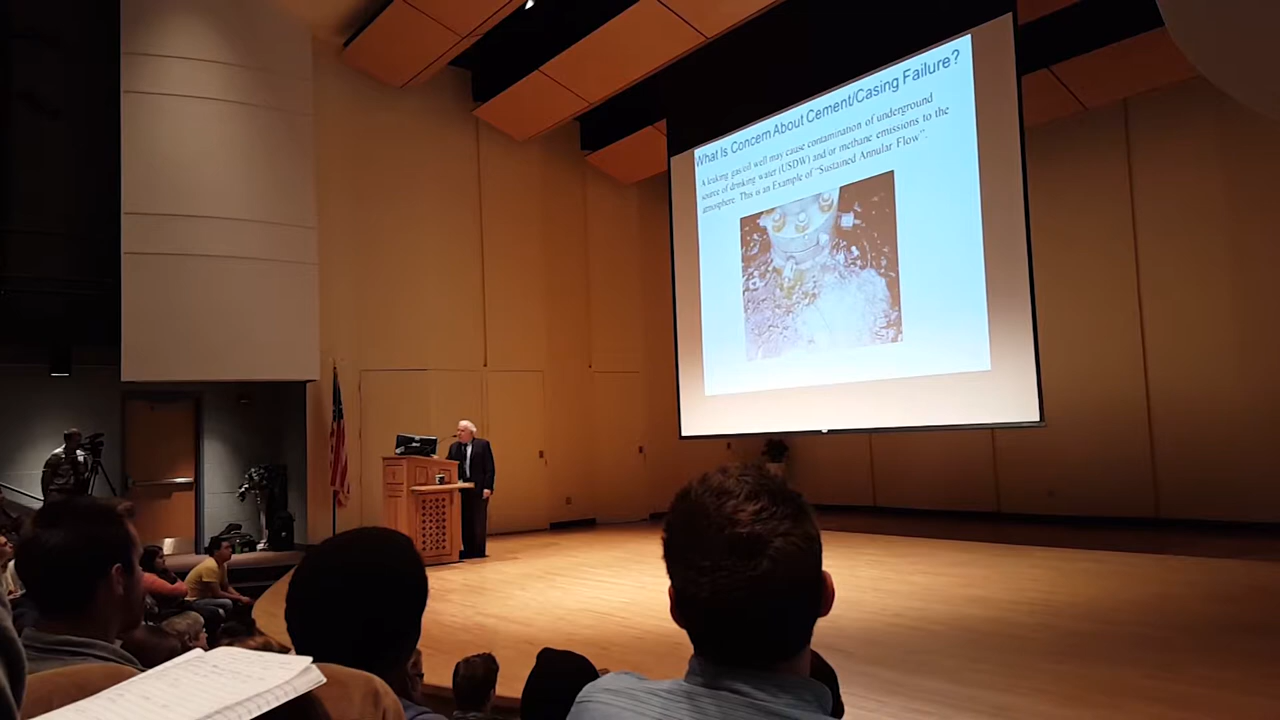 What Is Concern About Cement/Casing Failure?
A leaking gas/oil well may cause contamination of underground
source of drinking water (USDW) and/or methane emissions to the
atmosphere. This is an Example of "Sustained Annular Flow".